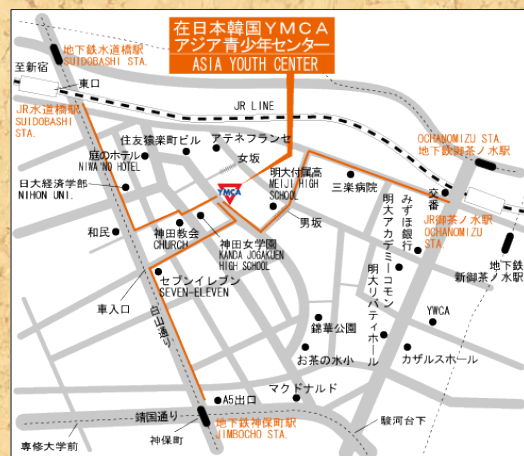 在日本韓国YMCA
アジア青少年センター
ASIA YOUTH CENTER
地下鉄水道橋駅
SUIDOBASHI STA.
至新宿
東口
JR LINE
JR水道橋駅
SUIDOBASHI
STA.
住友猿楽町ビル
アテネフランセ
OCHANOMIZU STA.
地下鉄御茶ノ水駅
庭のホテル
NIWA'NO HOTEL
女坂
明大付属高
MEIJI HIGH
SCHOOL
三楽病院
交番
日大経済学部
NIHON UNI.
YMCA
みずほ銀行
JR御茶ノ水駅
OCHANOMIZU
STA.
和民
神田教会
CHURCH
神田女学園
KANDA JOGAKUEN
HIGH SCHOOL
男坂
明大アカデミーコモン
明大リバティホール
地下鉄
新御茶ノ水駅
セブンイレブン
SEVEN-ELEVEN
車入口
白山通り
錦華公園
YWCA
お茶の水小
カザルスホール
マクドナルド
A5出口
靖国通り
地下鉄神保町駅
JIMBOCHO STA.
駿河台下
専修大学前
神保町